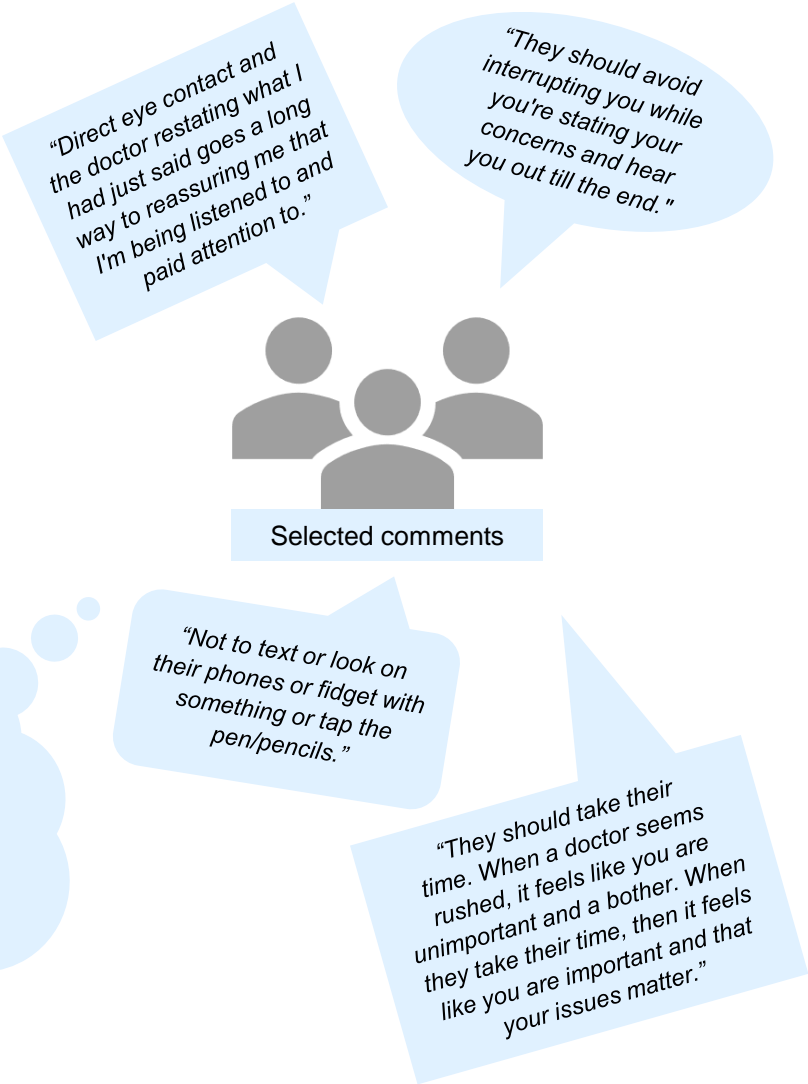 “Direct eye contact and
the doctor restating what I
had just said goes a long
way to reassuring me that
I'm being listened to and
paid attention to.”
“They should avoid
interrupting you while
you're stating your
concerns and hear
you out till the end."
Selected comments
“Not to text or look on
their phones or fidget with
something or tap the
pen/pencils.”
“They should take their
time. When a doctor seems
rushed, it feels like you are
unimportant and a bother. When
they take their time, then it feels
like you are important and that
your issues matter.”